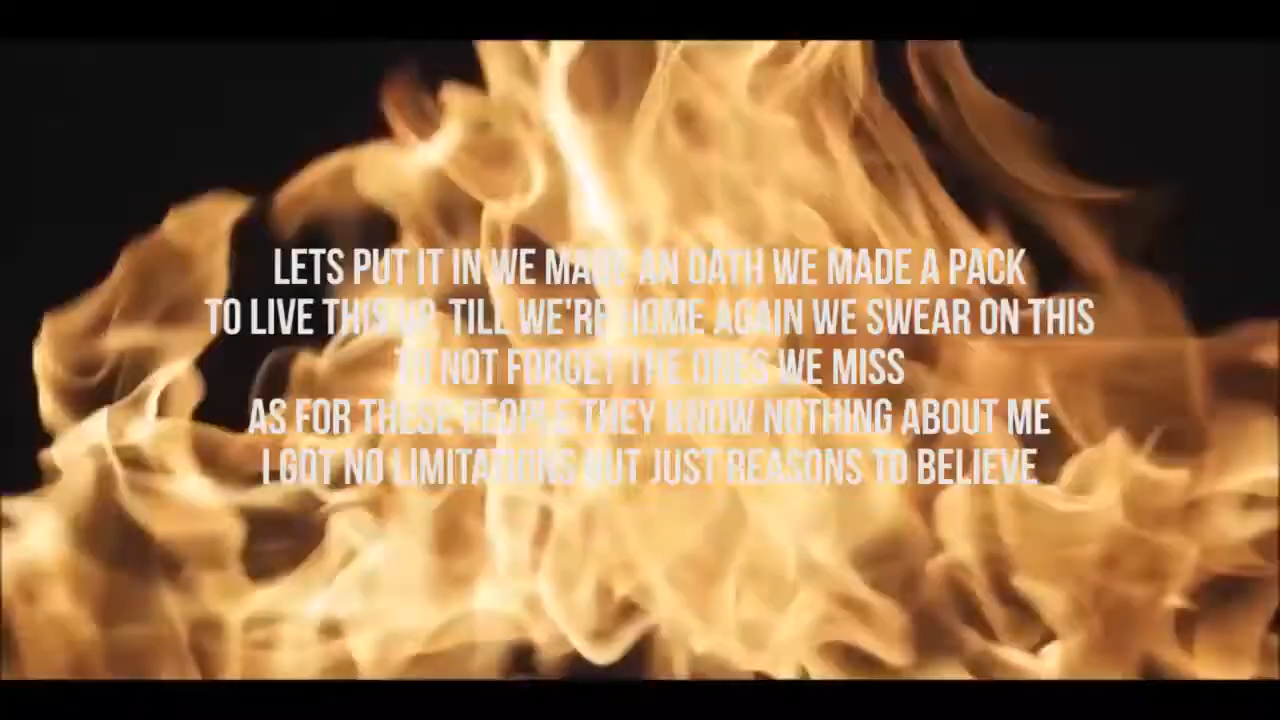 LETS PUT IT IN WE MADE AN OATH WE MADE A PACK
TO LIVE THIS UP, TILL WE'RE HOME AGAIN WE SWEAR ON THIS
TO NOT FORGET THE ONES WE MISS
AS FOR THESE PEOPLE THEY KNOW NOTHING ABOUT ME
I GOT NO LIMITATIONS BUT JUST REASONS TO BELIEVE